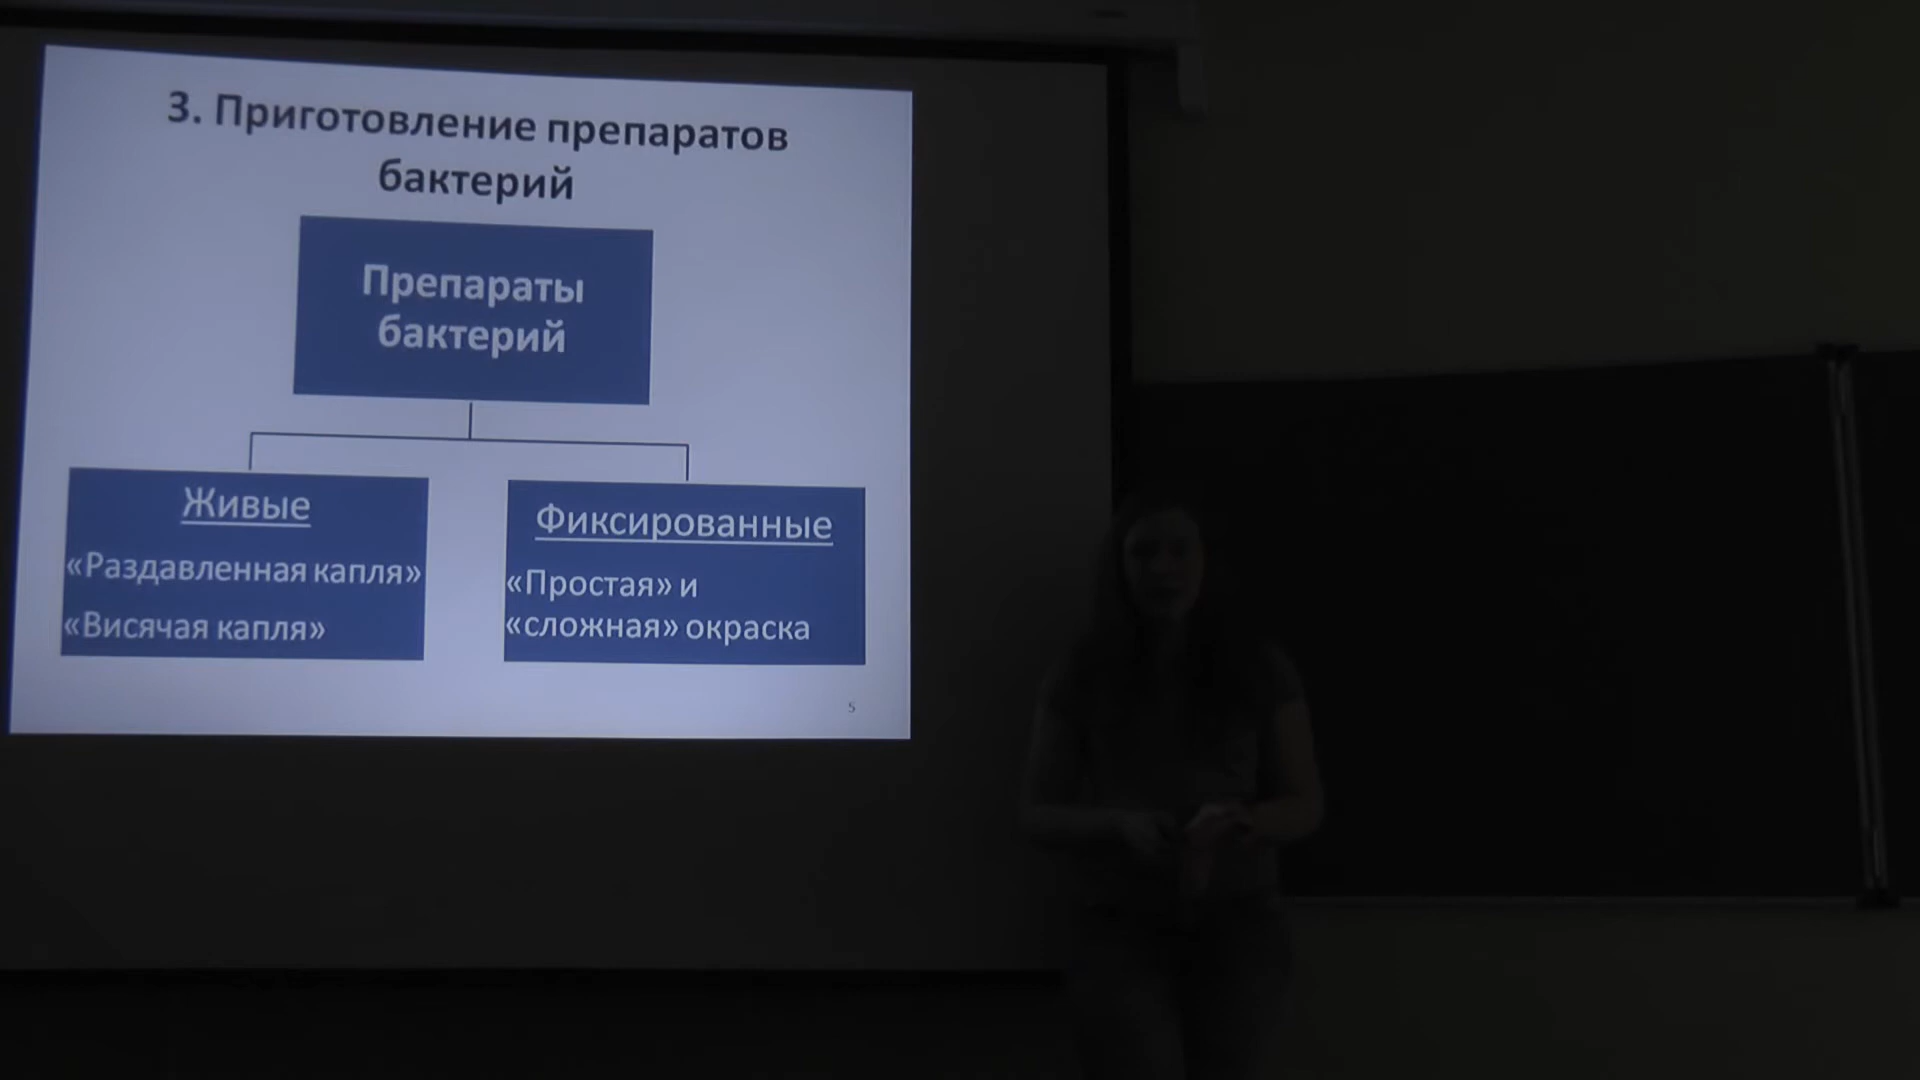 3. Приготовление препаратов
бактерий
Препараты
бактерий
Живые
«Раздавленная капля»
«Висячая капля»
Фиксированные
«Простая» и
«сложная» окраска
5